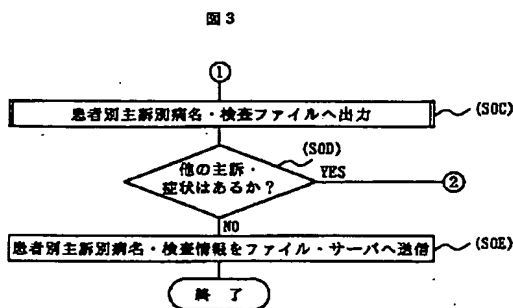 図3
①
患者別主訴別病名・検査ファイルへ出力
(S0C)
(S0D)
他の主訴・
症状はあるか？
YES
②
NO
患者別主訴別病名・検査情報をファイル・サーバへ送信
(S0E)
終了